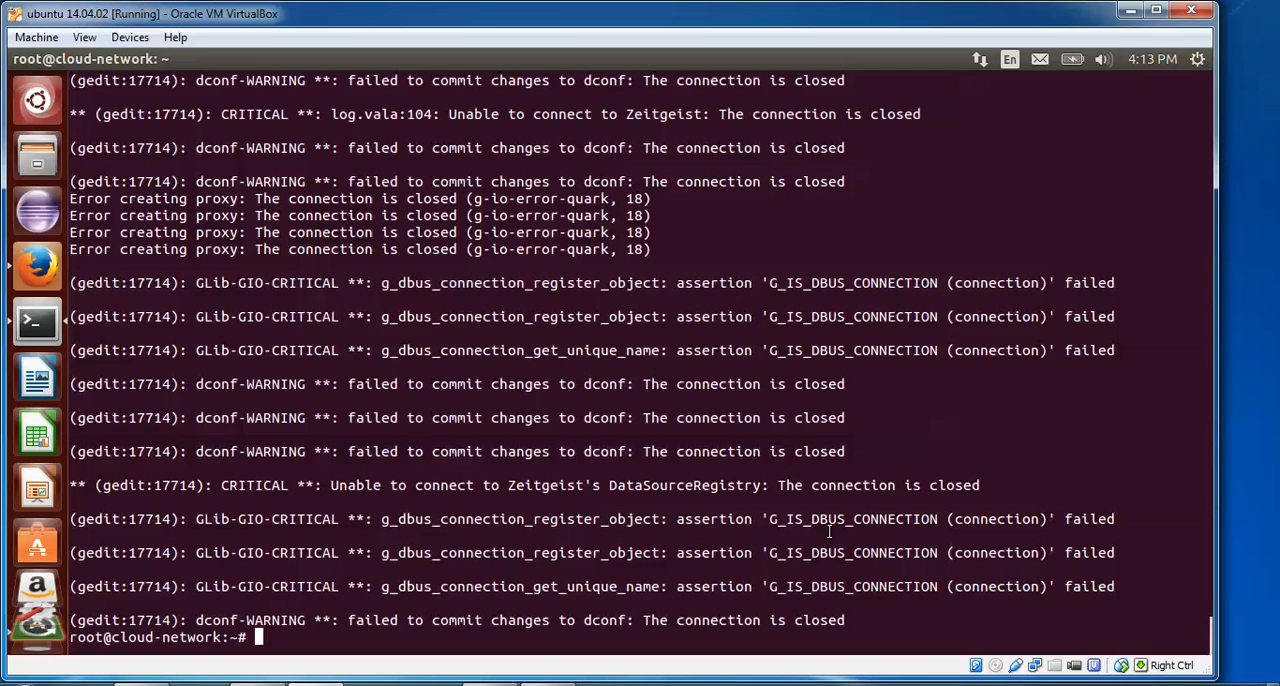 ubuntu 14.04.02 [Running] - Oracle VM VirtualBox
Machine View Devices Help
root@cloud-network: ~ En 4:13 PM
(gedit:17714): dconf-WARNING **: failed to commit changes to dconf: The connection is closed
** (gedit:17714): CRITICAL **: log.vala:104: Unable to connect to Zeitgeist: The connection is closed
(gedit:17714): dconf-WARNING **: failed to commit changes to dconf: The connection is closed
(gedit:17714): dconf-WARNING **: failed to commit changes to dconf: The connection is closed
Error creating proxy: The connection is closed (g-io-error-quark, 18)
Error creating proxy: The connection is closed (g-io-error-quark, 18)
Error creating proxy: The connection is closed (g-io-error-quark, 18)
Error creating proxy: The connection is closed (g-io-error-quark, 18)
(gedit:17714): GLib-GIO-CRITICAL **: g_dbus_connection_register_object: assertion 'G_IS_DBUS_CONNECTION (connection)' failed
(gedit:17714): GLib-GIO-CRITICAL **: g_dbus_connection_register_object: assertion 'G_IS_DBUS_CONNECTION (connection)' failed
(gedit:17714): GLib-GIO-CRITICAL **: g_dbus_connection_get_unique_name: assertion 'G_IS_DBUS_CONNECTION (connection)' failed
(gedit:17714): dconf-WARNING **: failed to commit changes to dconf: The connection is closed
(gedit:17714): dconf-WARNING **: failed to commit changes to dconf: The connection is closed
(gedit:17714): dconf-WARNING **: failed to commit changes to dconf: The connection is closed
** (gedit:17714): CRITICAL **: Unable to connect to Zeitgeist's DataSourceRegistry: The connection is closed
(gedit:17714): GLib-GIO-CRITICAL **: g_dbus_connection_register_object: assertion 'G_IS_DBUS_CONNECTION (connection)' failed
(gedit:17714): GLib-GIO-CRITICAL **: g_dbus_connection_register_object: assertion 'G_IS_DBUS_CONNECTION (connection)' failed
(gedit:17714): GLib-GIO-CRITICAL **: g_dbus_connection_get_unique_name: assertion 'G_IS_DBUS_CONNECTION (connection)' failed
(gedit:17714): dconf-WARNING **: failed to commit changes to dconf: The connection is closed
root@cloud-network:~#
Right Ctrl